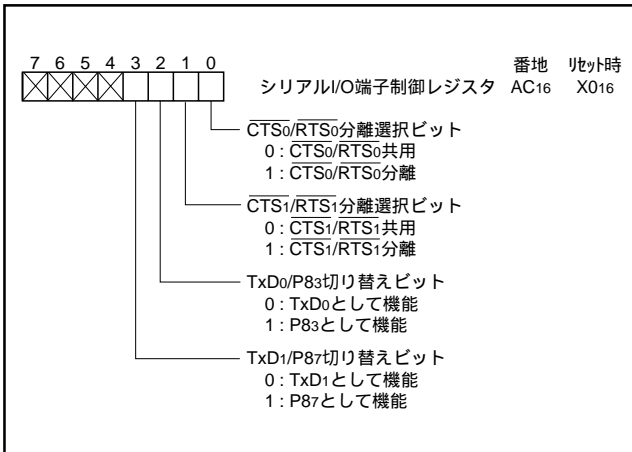 番地 リセット時
7 6 5 4 3 2 1 0
シリアルI/O端子制御レジスタ AC16 X016
CTS0/RTS0分離選択ビット
0 : CTS0/RTS0共用
1 : CTS0/RTS0分離
CTS1/RTS1分離選択ビット
0 : CTS1/RTS1共用
1 : CTS1/RTS1分離
TxD0/P83切り替えビット
0 : TxD0として機能
1 : P83として機能
TxD1/P87切り替えビット
0 : TxD1として機能
1 : P87として機能